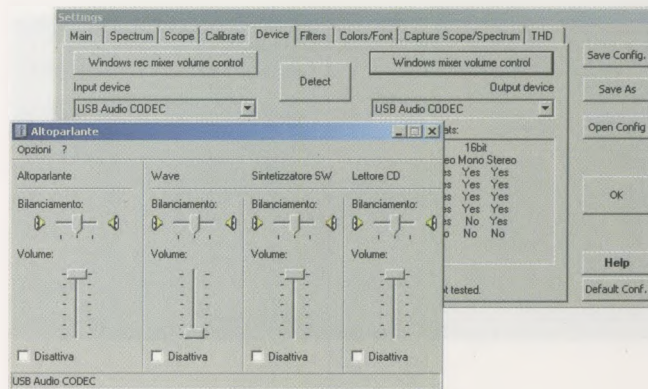 Settings
Main Spectrum Scope Calibrate Device Filters Colors/Font Capture Scope/Spectrum THD
Windows rec mixer volume control
Detect
Windows mixer volume control
Input device
Output device
USB Audio CODEC
USB Audio CODEC
Save Config.
Save As
Open Config
OK
Help
Default Conf.
16bit
Mono Stereo
Yes Yes
Yes Yes
Yes Yes
Yes Yes
No Yes
No No
tested.
Altoparlante
Opzioni ?
Altoparlante Wave Sintetizzatore SW Lettore CD
Bilanciamento: Bilanciamento: Bilanciamento: Bilanciamento:
Volume: Volume: Volume: Volume:
Disattiva Disattiva Disattiva Disattiva
USB Audio CODEC